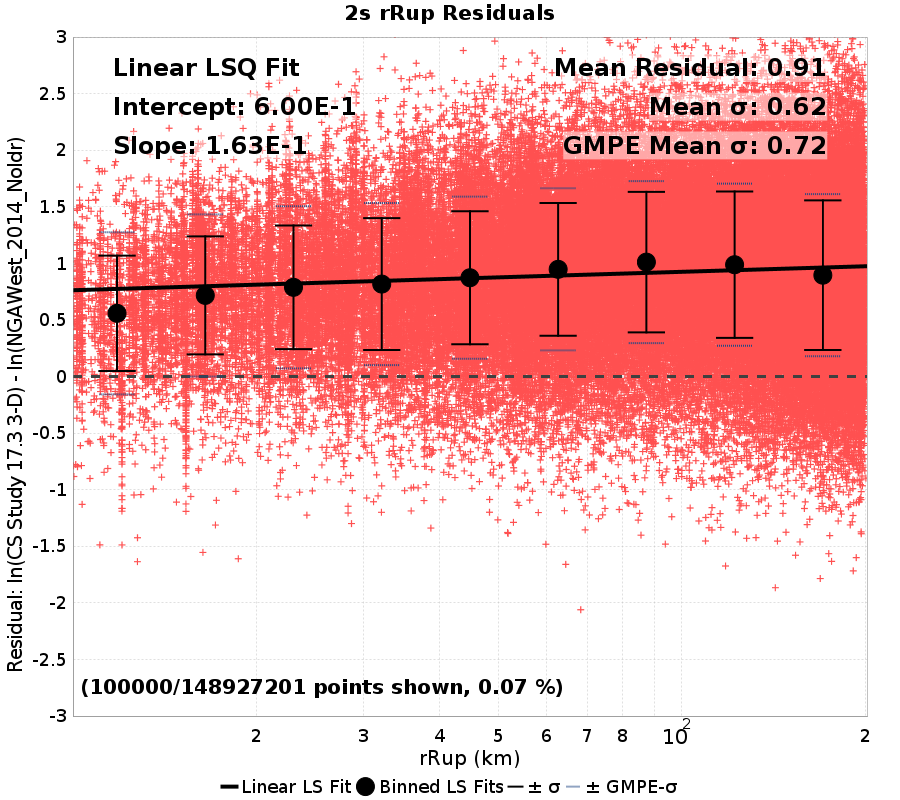 2s rRup Residuals
Linear LSQ Fit
Intercept: 6.00E-1
Slope: 1.63E-1
Mean Residual: 0.91
Mean σ: 0.62
GMPE Mean σ: 0.72
Residual: ln(CS Study 17.3 3-D) - ln(NGAWest_2014_NoIdr)
3
2.5
2
1.5
1
0.5
0
-0.5
-1
-1.5
-2
-2.5
-3
(100000/148927201 points shown, 0.07 %)
2 3 4 5 6 7 8 10² 2
rRup (km)
Linear LS Fit Binned LS Fits ± σ ± GMPE-σ